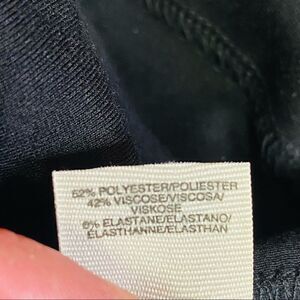 52% POLYESTER/POLIESTER
42% VISCOSE/VISCOSA/
VISKOSE
6% ELASTANE/ELASTANO/
ELASTHANNE/ELASTHAN